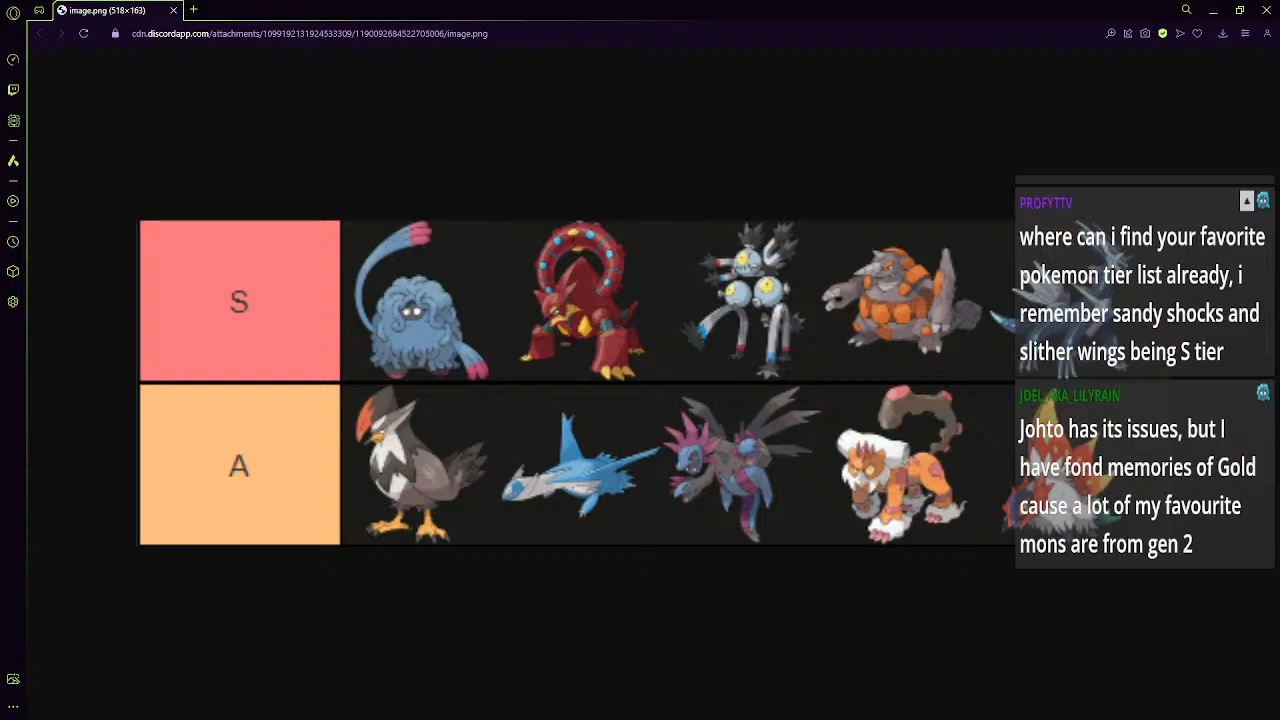 image.png (518×163)
cdn.discordapp.com/attachments/1099192131924533309/1190092684522705006/image.png
S
A
PROFYTTV
where can i find your favorite
pokemon tier list already, i
remember sandy shocks and
slither wings being S tier
JOEL_AKA_LILYRAIN
Johto has its issues, but I
have fond memories of Gold
cause a lot of my favourite
mons are from gen 2